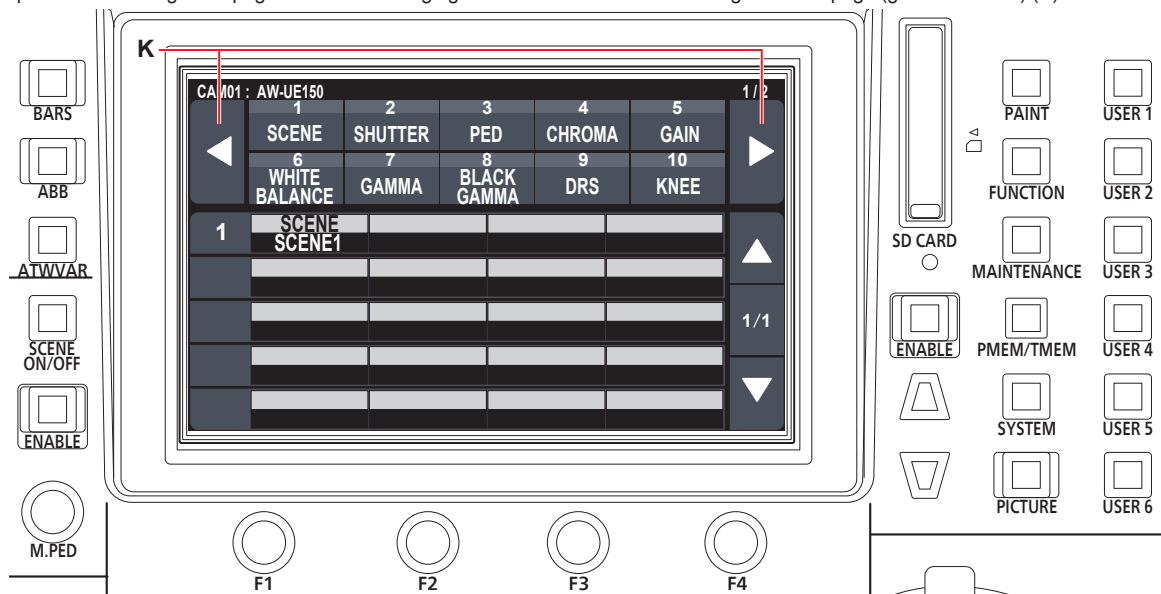 K
CAM01 : AW-UE150 1 / 2
1 2 3 4 5
SCENE SHUTTER PED CHROMA GAIN
6 7 8 9 10
WHITE BALANCE GAMMA BLACK GAMMA DRS KNEE
1 SCENE
SCENE1
1/1
BARS
ABB
ATWVAR
SCENE
ON/OFF
ENABLE
M.PED
F1 F2 F3 F4
SD CARD
ENABLE
PAINT
FUNCTION
MAINTENANCE
PMEM/TMEM
SYSTEM
PICTURE
USER 1
USER 2
USER 3
USER 4
USER 5
USER 6